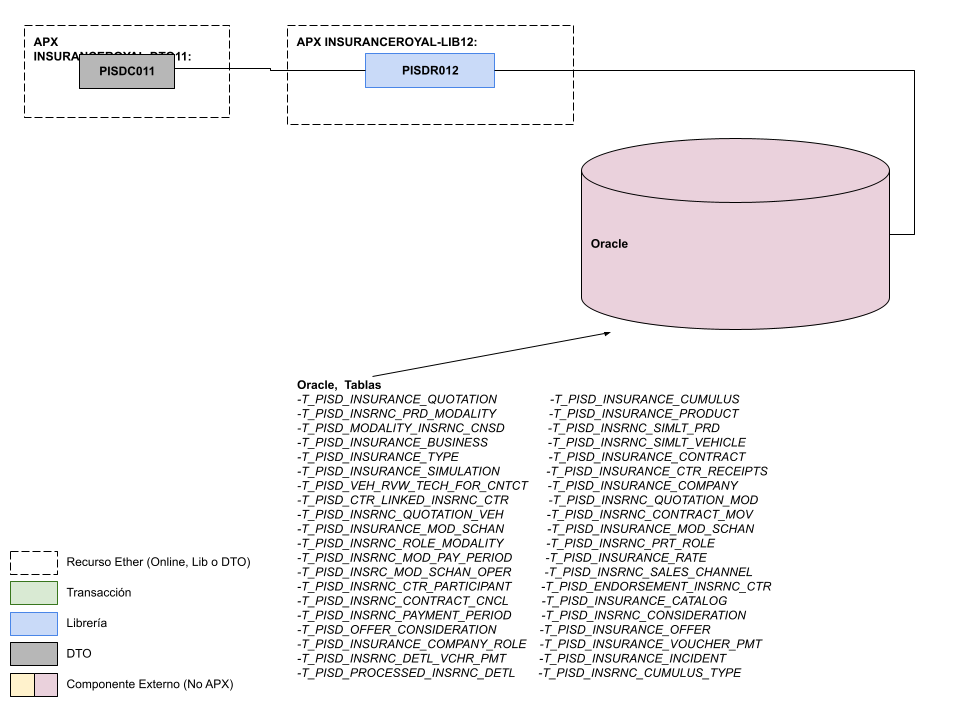 APX
INSURANCEROYAL-DTO11:
PISDC011
APX INSURANCEROYAL-LIB12:
PISDR012
Oracle
Oracle, Tablas
-T_PISD_INSURANCE_QUOTATION -T_PISD_INSURANCE_CUMULUS
-T_PISD_INSRNC_PRD_MODALITY -T_PISD_INSURANCE_PRODUCT
-T_PISD_MODALITY_INSRNC_CNSD -T_PISD_INSRNC_SIMLT_PRD
-T_PISD_INSURANCE_BUSINESS -T_PISD_INSRNC_SIMLT_VEHICLE
-T_PISD_INSURANCE_TYPE -T_PISD_INSURANCE_CONTRACT
-T_PISD_INSURANCE_SIMULATION -T_PISD_INSURANCE_CTR_RECEIPTS
-T_PISD_VEH_RVW_TECH_FOR_CNTCT -T_PISD_INSURANCE_COMPANY
-T_PISD_CTR_LINKED_INSRNC_CTR -T_PISD_INSRNC_QUOTATION_MOD
-T_PISD_INSRNC_QUOTATION_VEH -T_PISD_INSRNC_CONTRACT_MOV
-T_PISD_INSURANCE_MOD_SCHAN -T_PISD_INSURANCE_MOD_SCHAN
-T_PISD_INSRNC_ROLE_MODALITY -T_PISD_INSRNC_PRT_ROLE
-T_PISD_INSRNC_MOD_PAY_PERIOD -T_PISD_INSURANCE_RATE
-T_PISD_INSRC_MOD_SCHAN_OPER -T_PISD_INSRNC_SALES_CHANNEL
-T_PISD_INSRNC_CTR_PARTICIPANT -T_PISD_ENDORSEMENT_INSRNC_CTR
-T_PISD_INSRNC_CONTRACT_CNCL -T_PISD_INSURANCE_CATALOG
-T_PISD_INSRNC_PAYMENT_PERIOD -T_PISD_INSRNC_CONSIDERATION
-T_PISD_OFFER_CONSIDERATION -T_PISD_INSURANCE_OFFER
-T_PISD_INSURANCE_COMPANY_ROLE -T_PISD_INSURANCE_VOUCHER_PMT
-T_PISD_INSRNC_DETL_VCHR_PMT -T_PISD_INSURANCE_INCIDENT
-T_PISD_PROCESSED_INSRNC_DETL -T_PISD_INSRNC_CUMULUS_TYPE
Recurso Ether (Online, Lib o DTO)
Transacción
Librería
DTO
Componente Externo (No APX)